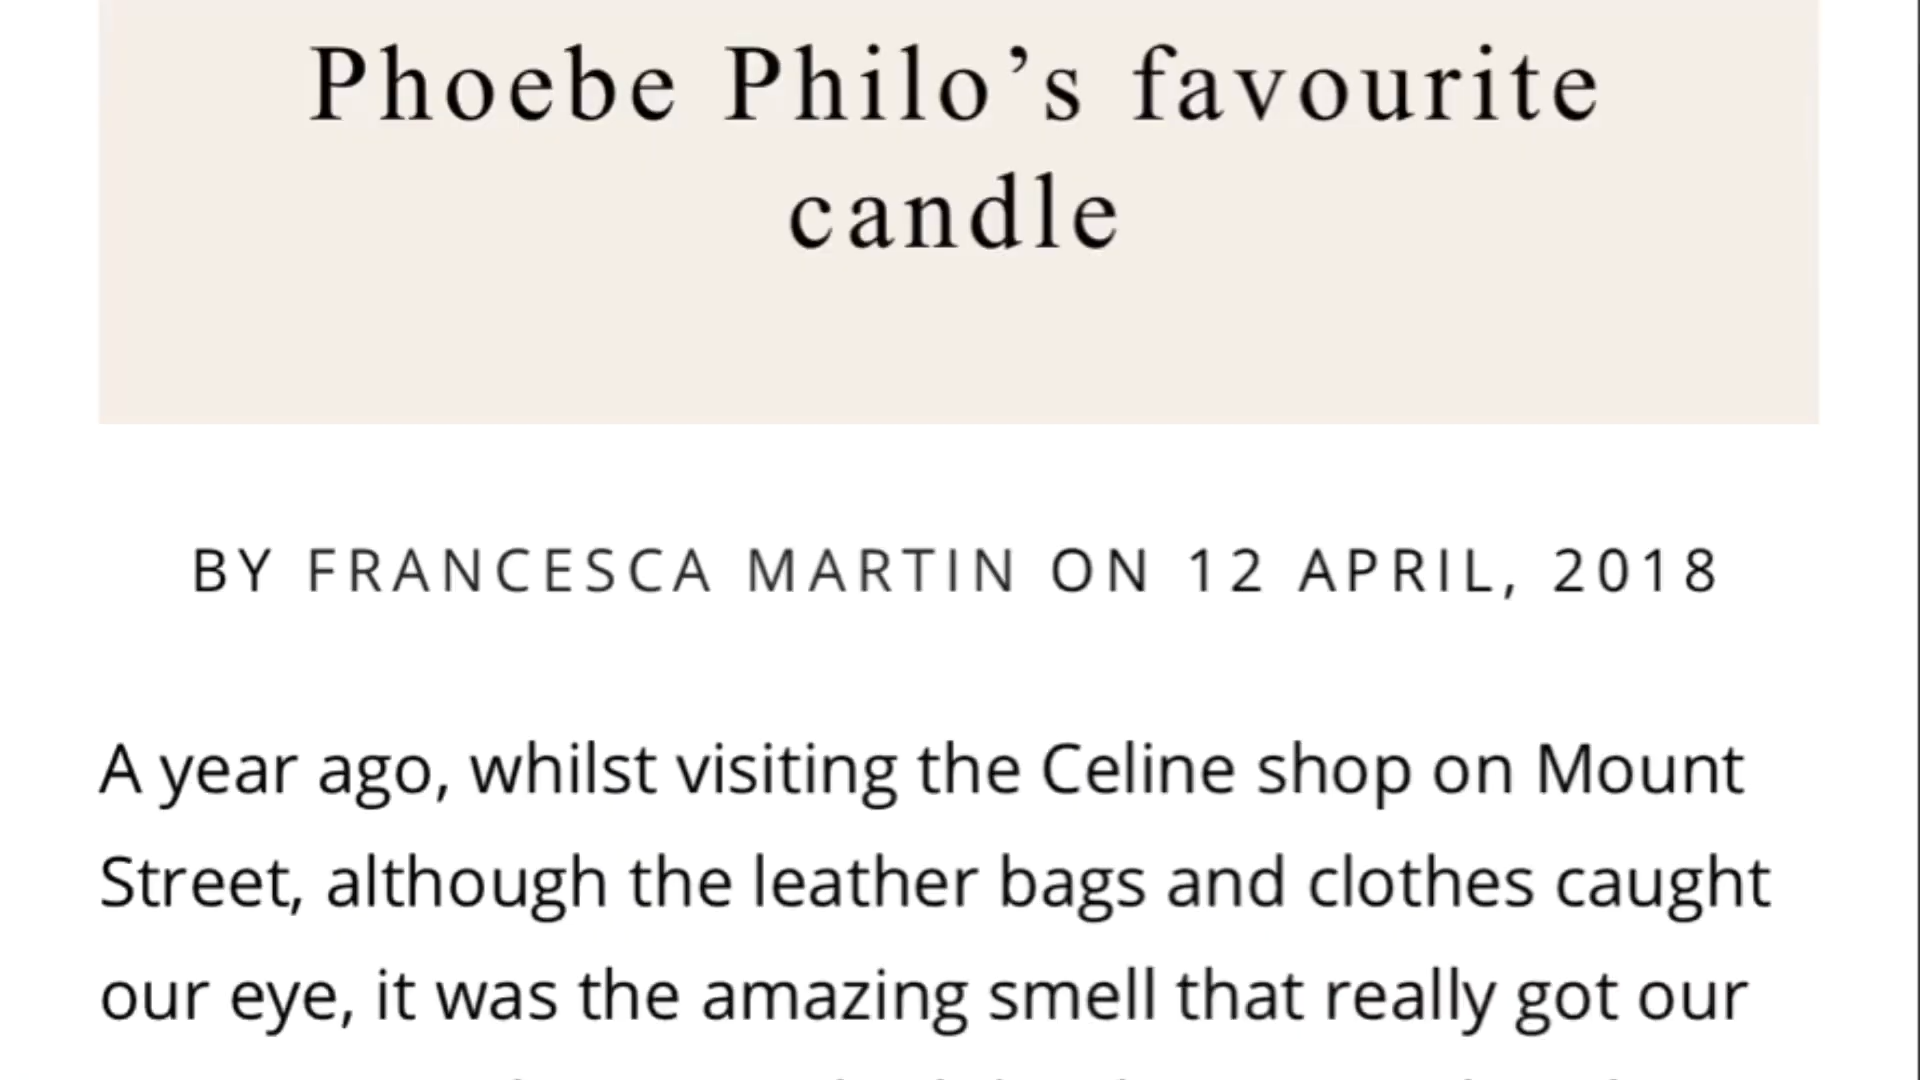 Phoebe Philo’s favourite
candle
BY FRANCESCA MARTIN ON 12 APRIL, 2018
A year ago, whilst visiting the Celine shop on Mount
Street, although the leather bags and clothes caught
our eye, it was the amazing smell that really got our